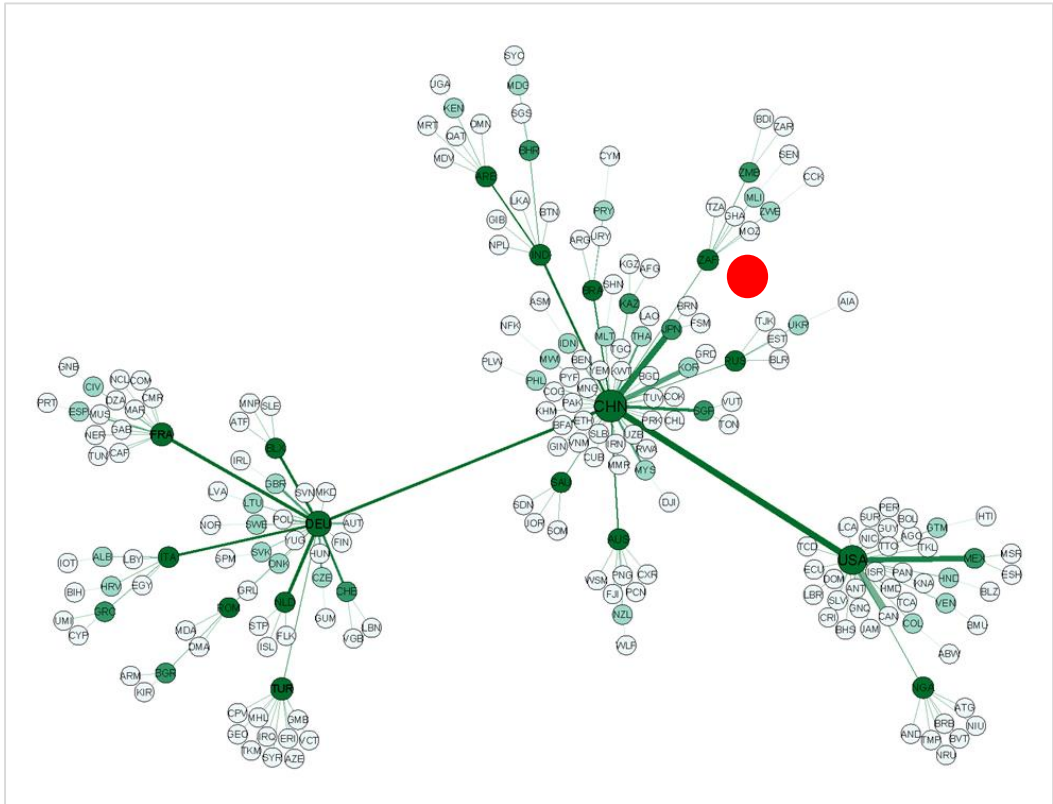 SYC
UGA
MDG
KEN
SGS
MRT
QAT
OMN
MDV
BHR
ARE
BDI
ZAR
SEN
ZMB
CCK
MLI
ZWE
TZA
GHA
MOZ
ZAF
CYM
PRY
LKA
BTN
GIB
NPL
IND
ARG
URY
BRA
KGZ
AFG
SHN
KAZ
ASM
LAO
BRN
FSM
JPN
AIA
TJK
UKR
EST
BLR
RUS
NFK
IDN
MLT
THA
TGO
GRD
KOR
PLW
MWI
BEN
YEM
KWT
BGD
PHL
PYF
MNG
COG
PAK
CHN
TUV
COK
SGP
VUT
TON
KHM
BFA
ETH
PRK
CHL
GIN
VNM
SLB
UZB
IRN
RWA
CUB
MMR
MYS
DJI
SAU
SDN
JOR
SOM
AUS
WSM
PNG
CXR
FJI
PCN
NZL
WLF
GNB
CIV
NCL
COM
PRT
ESP
MUS
DZA
MAR
CMR
NER
GAB
FRA
TUN
CAF
MNP
SLE
ATF
BLX
IRL
GBR
LVA
LTU
SVN
MKD
NOR
SWE
POL
DEU
AUT
YUG
FIN
SPM
SVK
HUN
DNK
CZE
CHE
IOT
ALB
LBY
ITA
BIH
HRV
EGY
GRC
UMI
CYP
GRL
ROM
NLD
STP
FLK
ISL
GUM
VGB
LBN
MDA
DMA
ARM
BGR
KIR
TUR
CPV
MHL
GMB
GEO
IRQ
ERI
VCT
TKM
SYR
AZE
PER
SUR
BOL
LCA
GUY
GTM
HTI
NIC
AGO
TTO
TKL
TCD
USA
MEX
MSR
ESH
ECU
DOM
ISR
PAN
KNA
HND
BLZ
LBR
ANT
HMD
SLV
GNQ
TCA
VEN
BMU
CRI
CAN
COL
BHS
JAM
ABW
NGA
ATG
AND
BRB
NIU
TMP
BVT
NRU